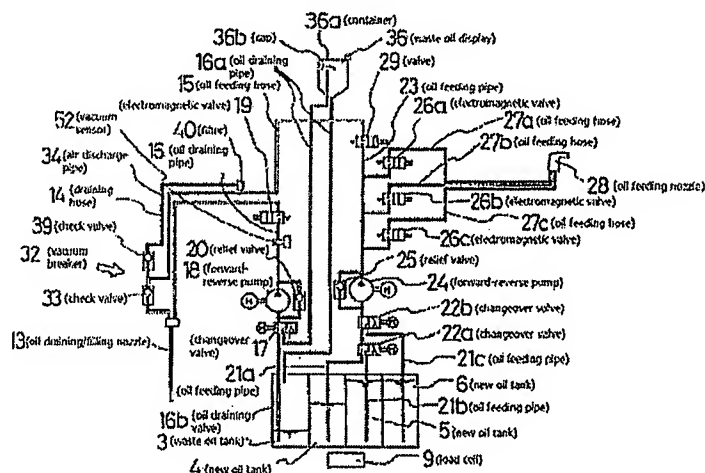 36a (container)
36b (cap)
36 (waste oil display)
16a (oil draining pipe)
29 (valve)
15 (oil feeding hose)
23 (oil feeding pipe)
26a (electromagnetic valve)
(electromagnetic valve) 19
27a (oil feeding hose)
52 (vacuum sensor)
40
27b (oil feeding hose)
34 (air discharge pipe)
15 (oil draining pipe)
28 (oil feeding nozzle)
14 (draining hose)
26b (electromagnetic valve)
39 (check valve)
27c (oil feeding hose)
32 (vacuum breaker)
26c (electromagnetic valve)
20 (relief valve)
25 (relief valve)
18 (forward-reverse pump)
24 (forward-reverse pump)
33 (check valve)
M
M
22b (changeover valve)
(changeover valve) 17
22a (changeover valve)
13 (oil draining/filling nozzle)
21a
21c (oil feeding pipe)
(oil feeding pipe)
6 (new oil tank)
16b (oil draining valve)
21b (oil feeding pipe)
3 (waste oil tank)
5 (new oil tank)
4 (new oil tank)
9 (load cell)